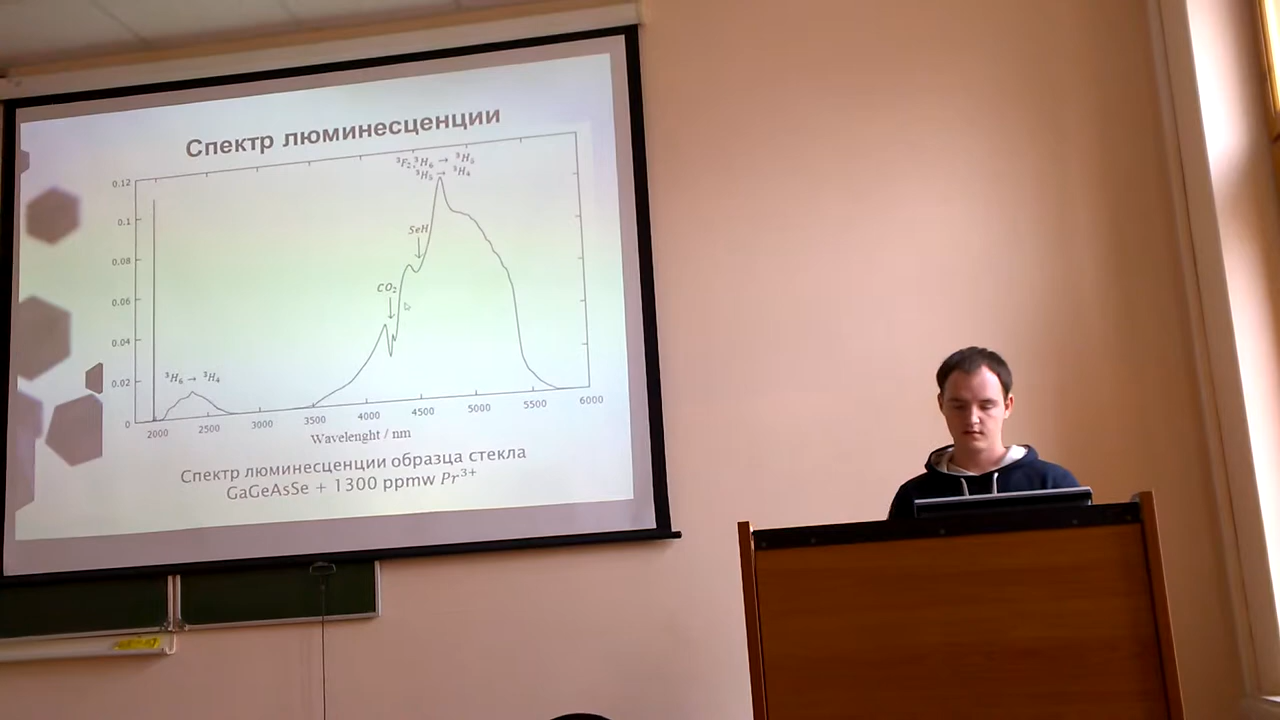 Спектр люминесценции
³F₂,³H₆ → ³H₅
³H₅ → ³H₄
0.12
0.1
SeH
0.08
CO₂
0.06
0.04
³H₆ → ³H₄
0.02
0
2000 2500 3000 3500 4000 4500 5000 5500 6000
Wavelenght / nm
Спектр люминесценции образца стекла
GaGeAsSe + 1300 ppmw Pr³⁺